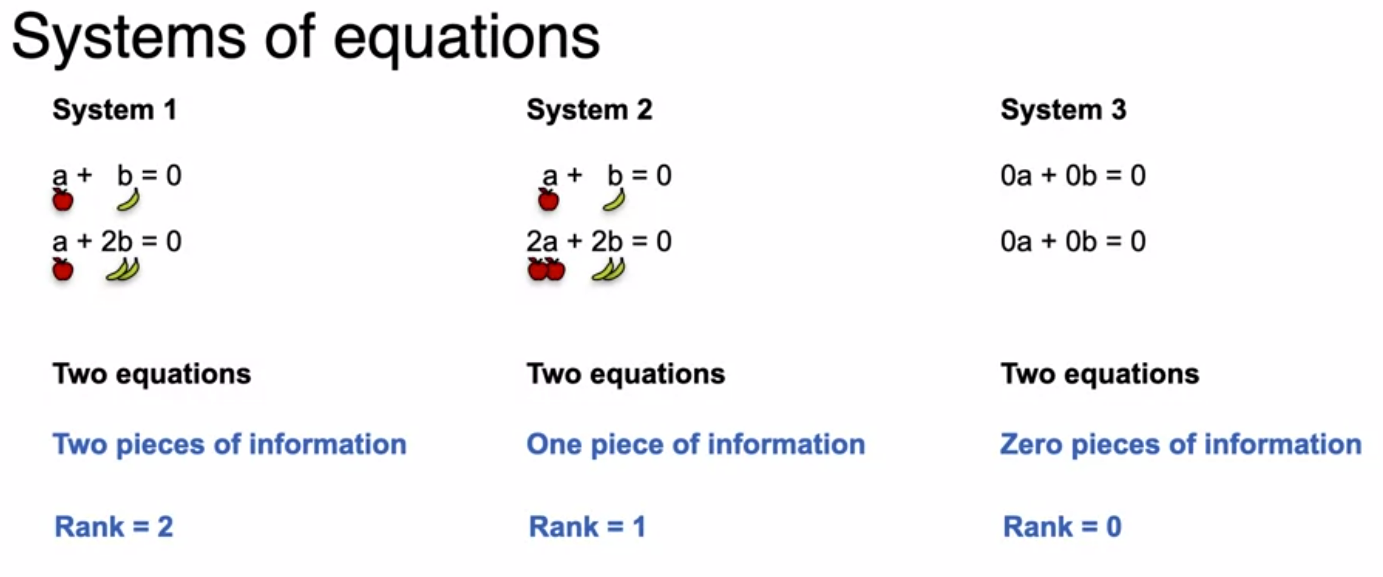 Systems of equations
System 1
a + b = 0
a + 2b = 0
Two equations
Two pieces of information
Rank = 2
System 2
a + b = 0
2a + 2b = 0
Two equations
One piece of information
Rank = 1
System 3
0a + 0b = 0
0a + 0b = 0
Two equations
Zero pieces of information
Rank = 0